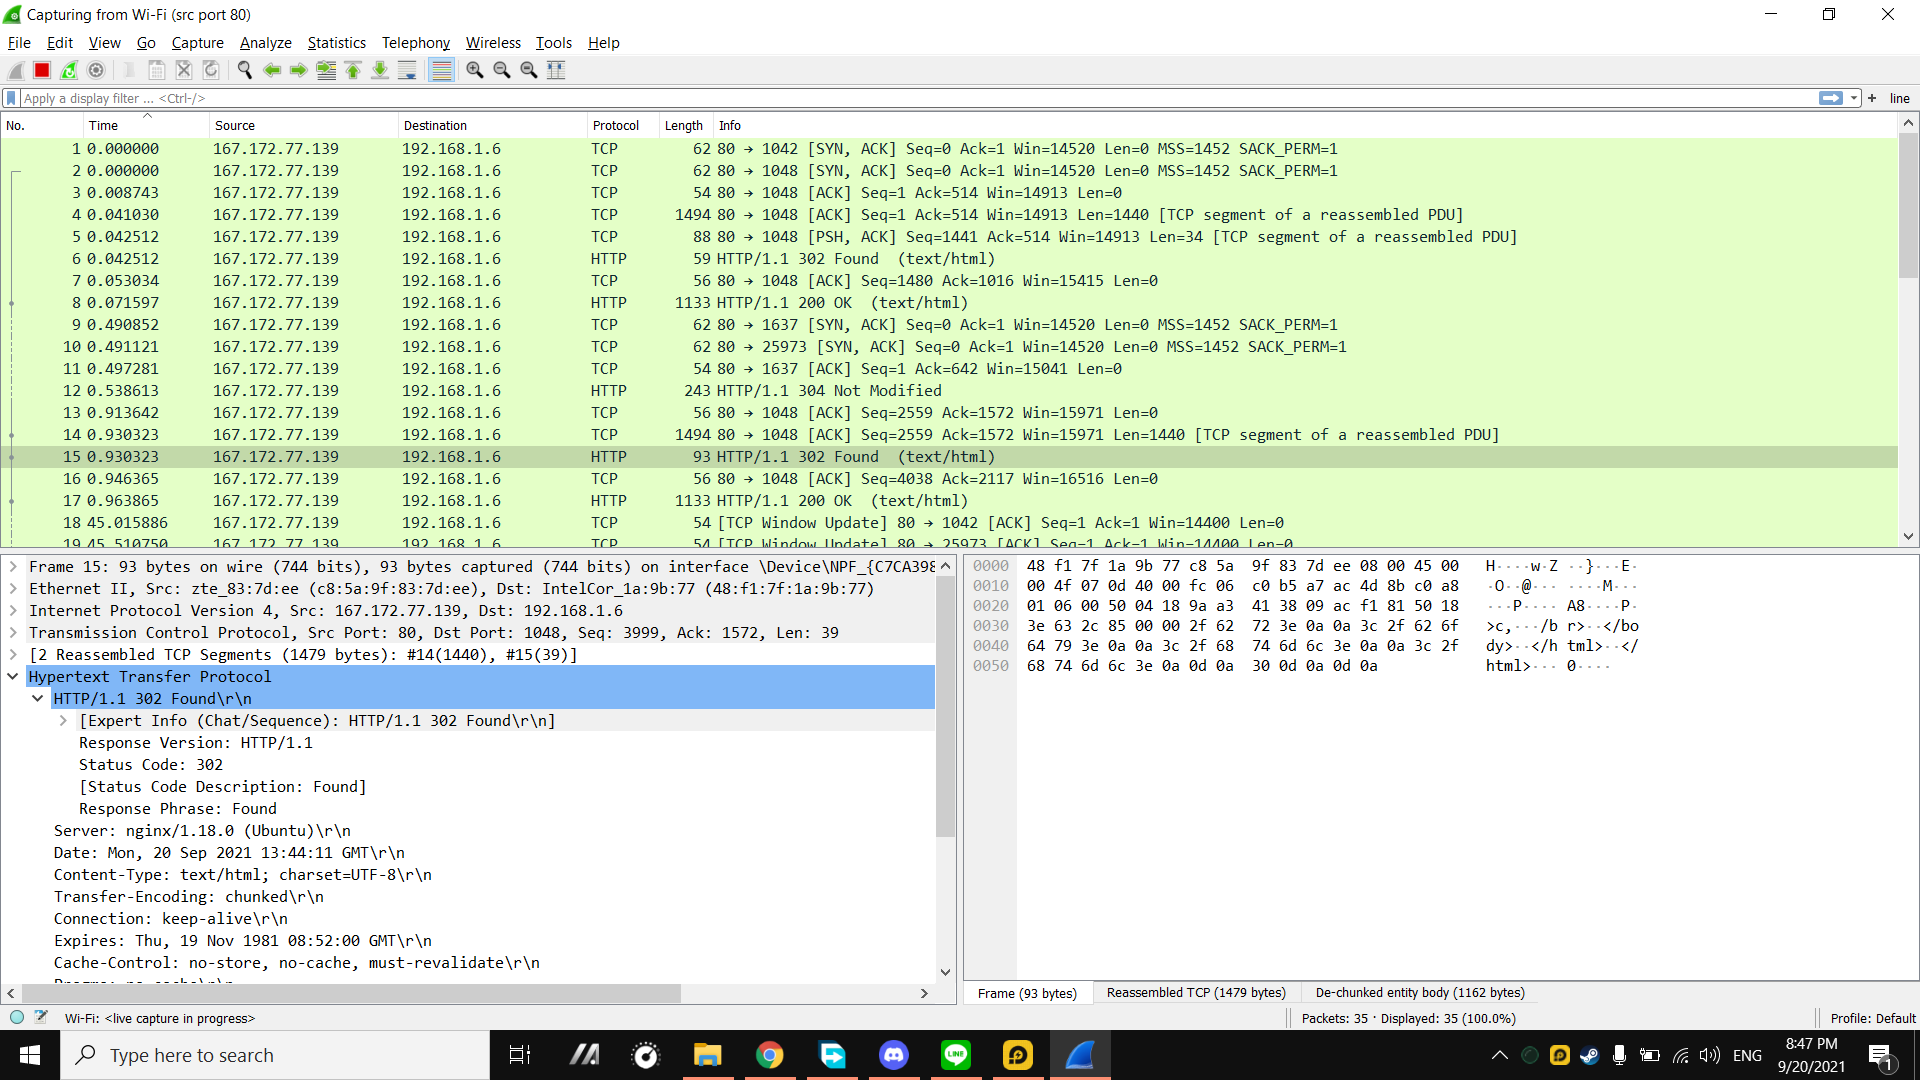 Capturing from Wi-Fi (src port 80)
File Edit View Go Capture Analyze Statistics Telephony Wireless Tools Help
Apply a display filter ... <Ctrl-/> + line
No. Time Source Destination Protocol Length Info
1 0.000000 167.172.77.139 192.168.1.6 TCP 62 80 → 1042 [SYN, ACK] Seq=0 Ack=1 Win=14520 Len=0 MSS=1452 SACK_PERM=1
2 0.000000 167.172.77.139 192.168.1.6 TCP 62 80 → 1048 [SYN, ACK] Seq=0 Ack=1 Win=14520 Len=0 MSS=1452 SACK_PERM=1
3 0.008743 167.172.77.139 192.168.1.6 TCP 54 80 → 1048 [ACK] Seq=1 Ack=514 Win=14913 Len=0
4 0.041030 167.172.77.139 192.168.1.6 TCP 1494 80 → 1048 [ACK] Seq=1 Ack=514 Win=14913 Len=1440 [TCP segment of a reassembled PDU]
5 0.042512 167.172.77.139 192.168.1.6 TCP 88 80 → 1048 [PSH, ACK] Seq=1441 Ack=514 Win=14913 Len=34 [TCP segment of a reassembled PDU]
6 0.042512 167.172.77.139 192.168.1.6 HTTP 59 HTTP/1.1 302 Found (text/html)
7 0.053034 167.172.77.139 192.168.1.6 TCP 56 80 → 1048 [ACK] Seq=1480 Ack=1016 Win=15415 Len=0
8 0.071597 167.172.77.139 192.168.1.6 HTTP 1133 HTTP/1.1 200 OK (text/html)
9 0.490852 167.172.77.139 192.168.1.6 TCP 62 80 → 1637 [SYN, ACK] Seq=0 Ack=1 Win=14520 Len=0 MSS=1452 SACK_PERM=1
10 0.491121 167.172.77.139 192.168.1.6 TCP 62 80 → 25973 [SYN, ACK] Seq=0 Ack=1 Win=14520 Len=0 MSS=1452 SACK_PERM=1
11 0.497281 167.172.77.139 192.168.1.6 TCP 54 80 → 1637 [ACK] Seq=1 Ack=642 Win=15041 Len=0
12 0.538613 167.172.77.139 192.168.1.6 HTTP 243 HTTP/1.1 304 Not Modified
13 0.913642 167.172.77.139 192.168.1.6 TCP 56 80 → 1048 [ACK] Seq=2559 Ack=1572 Win=15971 Len=0
14 0.930323 167.172.77.139 192.168.1.6 TCP 1494 80 → 1048 [ACK] Seq=2559 Ack=1572 Win=15971 Len=1440 [TCP segment of a reassembled PDU]
15 0.930323 167.172.77.139 192.168.1.6 HTTP 93 HTTP/1.1 302 Found (text/html)
16 0.946365 167.172.77.139 192.168.1.6 TCP 56 80 → 1048 [ACK] Seq=4038 Ack=2117 Win=16516 Len=0
17 0.963865 167.172.77.139 192.168.1.6 HTTP 1133 HTTP/1.1 200 OK (text/html)
18 45.015886 167.172.77.139 192.168.1.6 TCP 54 [TCP Window Update] 80 → 1042 [ACK] Seq=1 Ack=1 Win=14400 Len=0
19 45.510750 167.172.77.139 192.168.1.6 TCP 54 [TCP Window Update] 80 → 25973 [ACK] Seq=1 Ack=1 Win=14400 Len=0
Frame 15: 93 bytes on wire (744 bits), 93 bytes captured (744 bits) on interface \Device\NPF_{C7CA398
Ethernet II, Src: zte_83:7d:ee (c8:5a:9f:83:7d:ee), Dst: IntelCor_1a:9b:77 (48:f1:7f:1a:9b:77)
Internet Protocol Version 4, Src: 167.172.77.139, Dst: 192.168.1.6
Transmission Control Protocol, Src Port: 80, Dst Port: 1048, Seq: 3999, Ack: 1572, Len: 39
[2 Reassembled TCP Segments (1479 bytes): #14(1440), #15(39)]
Hypertext Transfer Protocol
HTTP/1.1 302 Found\r\n
[Expert Info (Chat/Sequence): HTTP/1.1 302 Found\r\n]
Response Version: HTTP/1.1
Status Code: 302
[Status Code Description: Found]
Response Phrase: Found
Server: nginx/1.18.0 (Ubuntu)\r\n
Date: Mon, 20 Sep 2021 13:44:11 GMT\r\n
Content-Type: text/html; charset=UTF-8\r\n
Transfer-Encoding: chunked\r\n
Connection: keep-alive\r\n
Expires: Thu, 19 Nov 1981 08:52:00 GMT\r\n
Cache-Control: no-store, no-cache, must-revalidate\r\n
0000 48 f1 7f 1a 9b 77 c8 5a 9f 83 7d ee 08 00 45 00 H····w·Z ··}···E·
0010 00 4f 07 0d 40 00 fc 06 c0 b5 a7 ac 4d 8b c0 a8 ·O··@··· ····M···
0020 01 06 00 50 04 18 9a a3 41 38 09 ac f1 81 50 18 ···P···· A8····P·
0030 3e 63 2c 85 00 00 2f 62 72 3e 0a 0a 3c 2f 62 6f >c,···/b r>··</bo
0040 64 79 3e 0a 0a 3c 2f 68 74 6d 6c 3e 0a 0a 3c 2f dy>··</h tml>··</
0050 68 74 6d 6c 3e 0a 0d 0a 30 0d 0a 0d 0a html>··· 0····
Frame (93 bytes) Reassembled TCP (1479 bytes) De-chunked entity body (1162 bytes)
Wi-Fi: <live capture in progress> Packets: 35 · Displayed: 35 (100.0%) Profile: Default
Type here to search LINE ENG 8:47 PM
9/20/2021 1